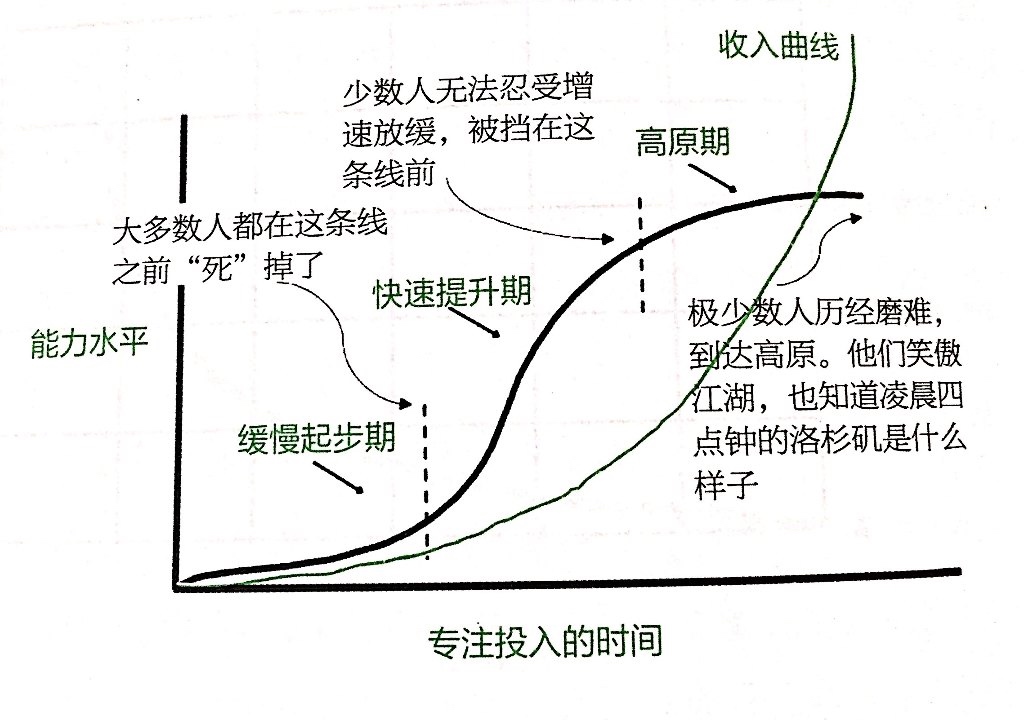 收入曲线
少数人无法忍受增
速放缓，被挡在这
条线前
高原期
大多数人都在这条线
之前“死”掉了
快速提升期
能力水平
极少数人历经磨难，
到达高原。他们笑傲
江湖，也知道凌晨四
点钟的洛杉矶是什么
样子
缓慢起步期
专注投入的时间